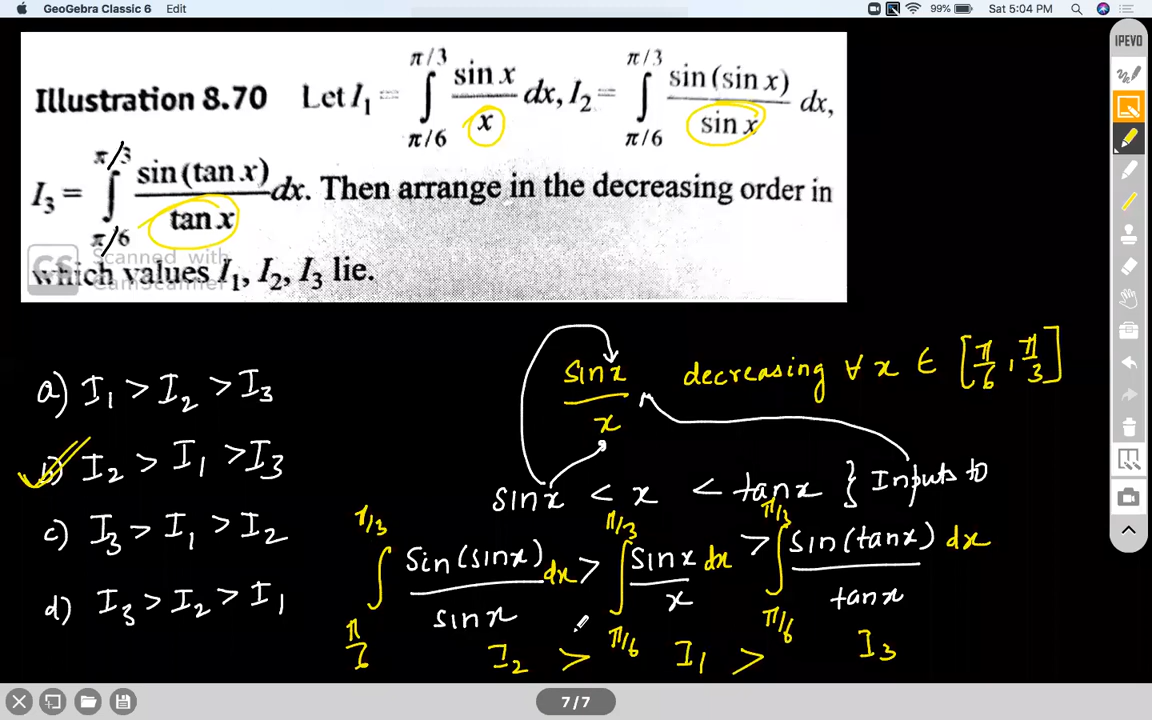 GeoGebra Classic 6 Edit 99% Sat 5:04 PM
IPEVO
Illustration 8.70 Let I₁ = ∫_{π/6}^{π/3} sin x / x dx, I₂ = ∫_{π/6}^{π/3} sin (sin x) / sin x dx,
I₃ = ∫_{π/6}^{π/3} sin (tan x) / tan x dx. Then arrange in the decreasing order in
which values I₁, I₂, I₃ lie.
CS Scanned with CamScanner
a) I₁ > I₂ > I₃
b) I₂ > I₁ > I₃
c) I₃ > I₁ > I₂
d) I₃ > I₂ > I₁
sin x / x decreasing ∀ x ∈ [π/6, π/3]
sin x < x < tan x } Inputs to
∫_{π/6}^{π/3} sin(sin x) / sin x dx > ∫_{π/6}^{π/3} sin x / x dx > ∫_{π/6}^{π/3} sin(tan x) / tan x dx
I₂ > I₁ > I₃
7/7